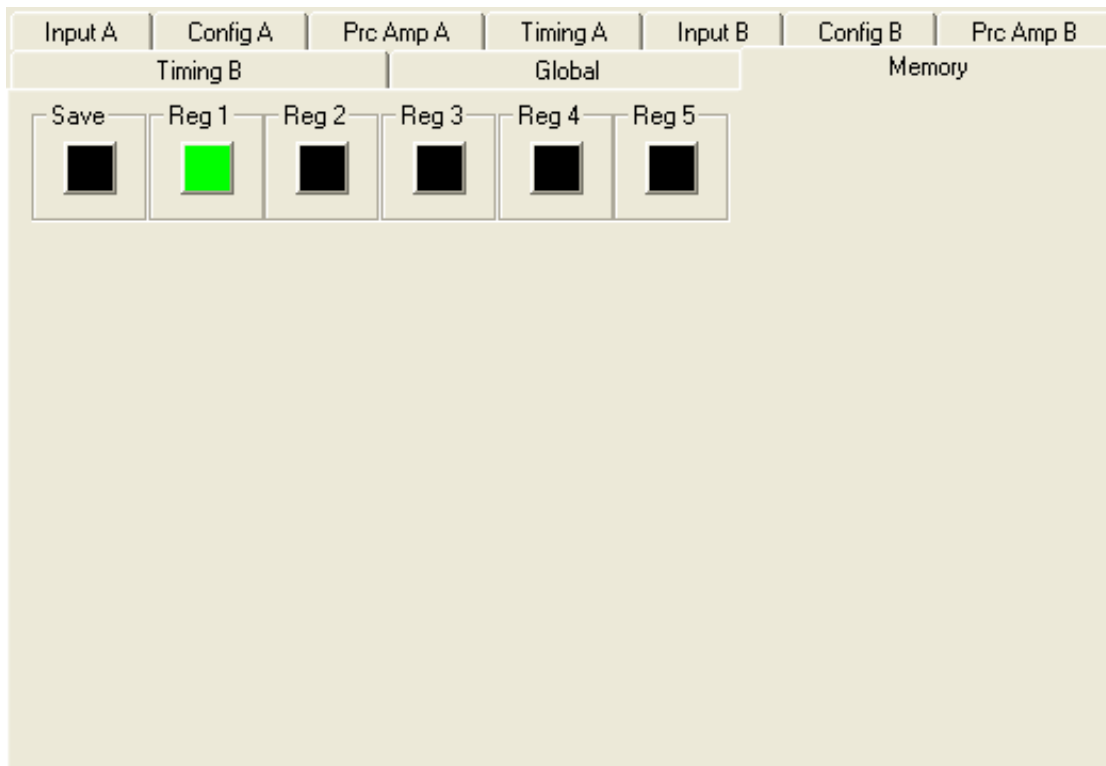 Input A Config A Prc Amp A Timing A Input B Config B Prc Amp B
Timing B Global Memory
Save Reg 1 Reg 2 Reg 3 Reg 4 Reg 5